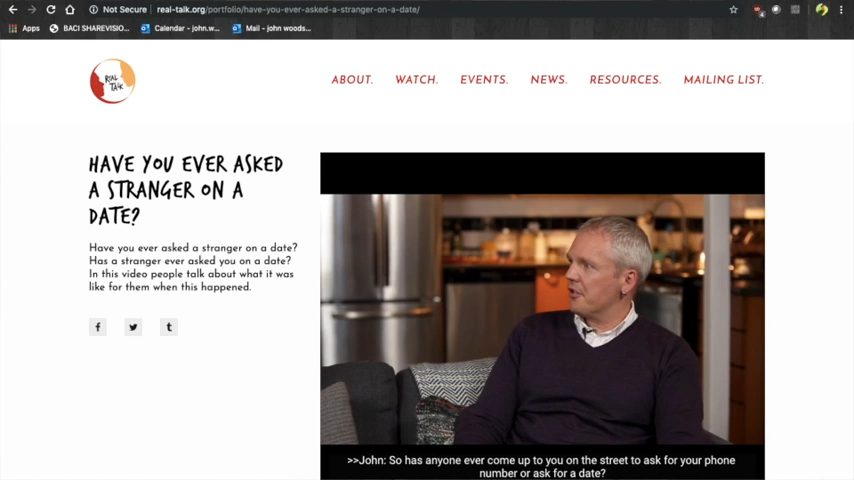 Not Secure real-talk.org/portfolio/have-you-ever-asked-a-stranger-on-a-date/
Apps BACI SHAREVISIO... Calendar - john.w... Mail - john woods...
REAL TALK
ABOUT. WATCH. EVENTS. NEWS. RESOURCES. MAILING LIST.
HAVE YOU EVER ASKED
A STRANGER ON A
DATE?
Have you ever asked a stranger on a date?
Has a stranger ever asked you on a date?
In this video people talk about what it was
like for them when this happened.
f t
>>John: So has anyone ever come up to you on the street to ask for your phone
number or ask for a date?